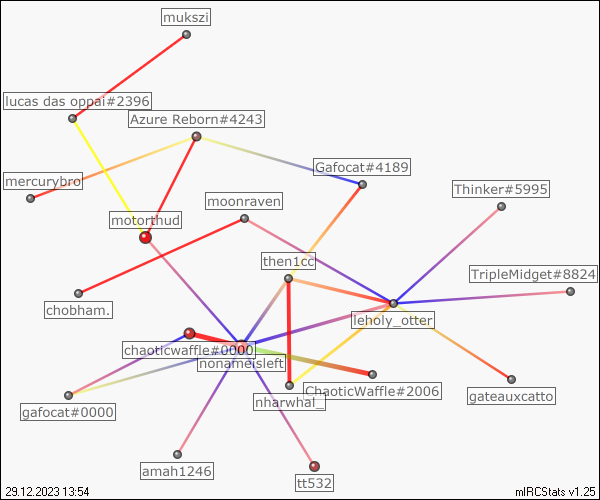 mukszi
lucas das oppai#2396
Azure Reborn#4243
Gafocat#4189
mercurybro
Thinker#5995
moonraven
motorthud
then1cc
TripleMidget#8824
chobham.
leholy_otter
chaoticwaffle#0000
nonameisleft
ChaoticWaffle#2006
gateauxcatto
nharwhal_
gafocat#0000
amah1246
tt532
29.12.2023 13:54
mIRCStats v1.25